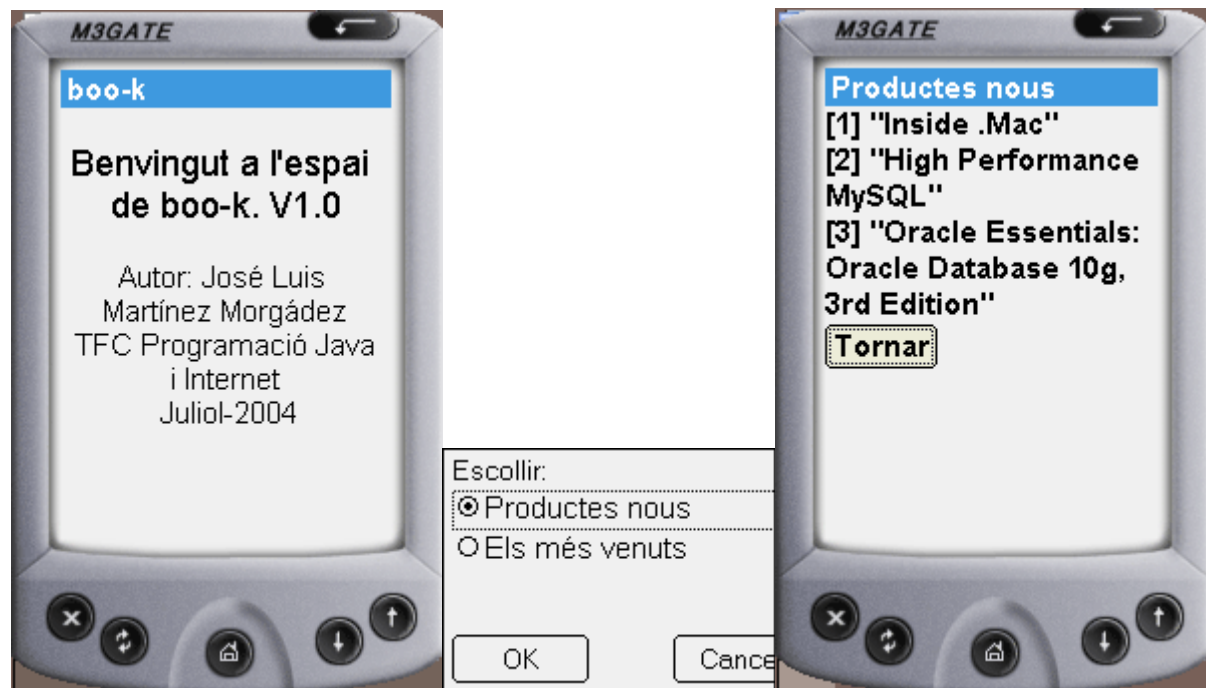 M3GATE
boo-k
Benvingut a l'espai
de boo-k. V1.0
Autor: José Luis
Martínez Morgádez
TFC Programació Java
i Internet
Juliol-2004
Escollir:
Productes nous
Els més venuts
OK
Cance
M3GATE
Productes nous
[1] "Inside .Mac"
[2] "High Performance
MySQL"
[3] "Oracle Essentials:
Oracle Database 10g,
3rd Edition"
Tornar